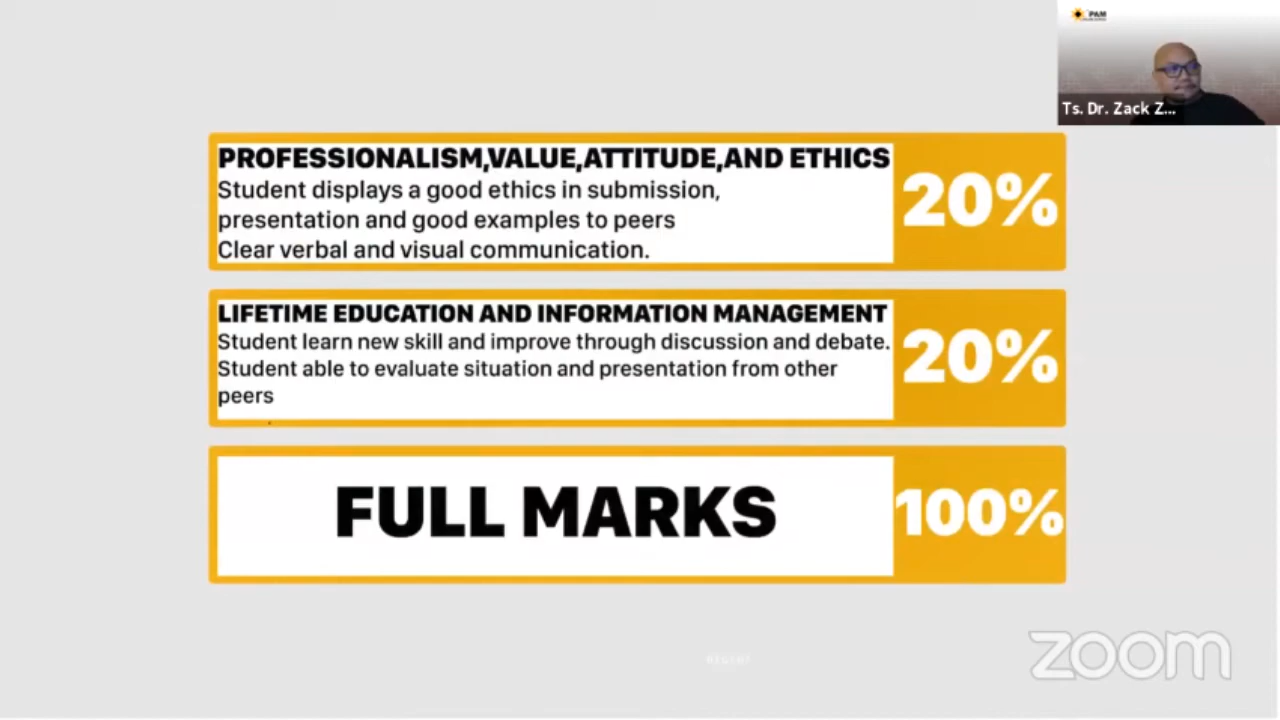 PAM
Ts. Dr. Zack Z...
PROFESSIONALISM,VALUE,ATTITUDE,AND ETHICS
Student displays a good ethics in submission,
presentation and good examples to peers
Clear verbal and visual communication.
20%
LIFETIME EDUCATION AND INFORMATION MANAGEMENT
Student learn new skill and improve through discussion and debate.
Student able to evaluate situation and presentation from other
peers
20%
FULL MARKS
100%
zoom